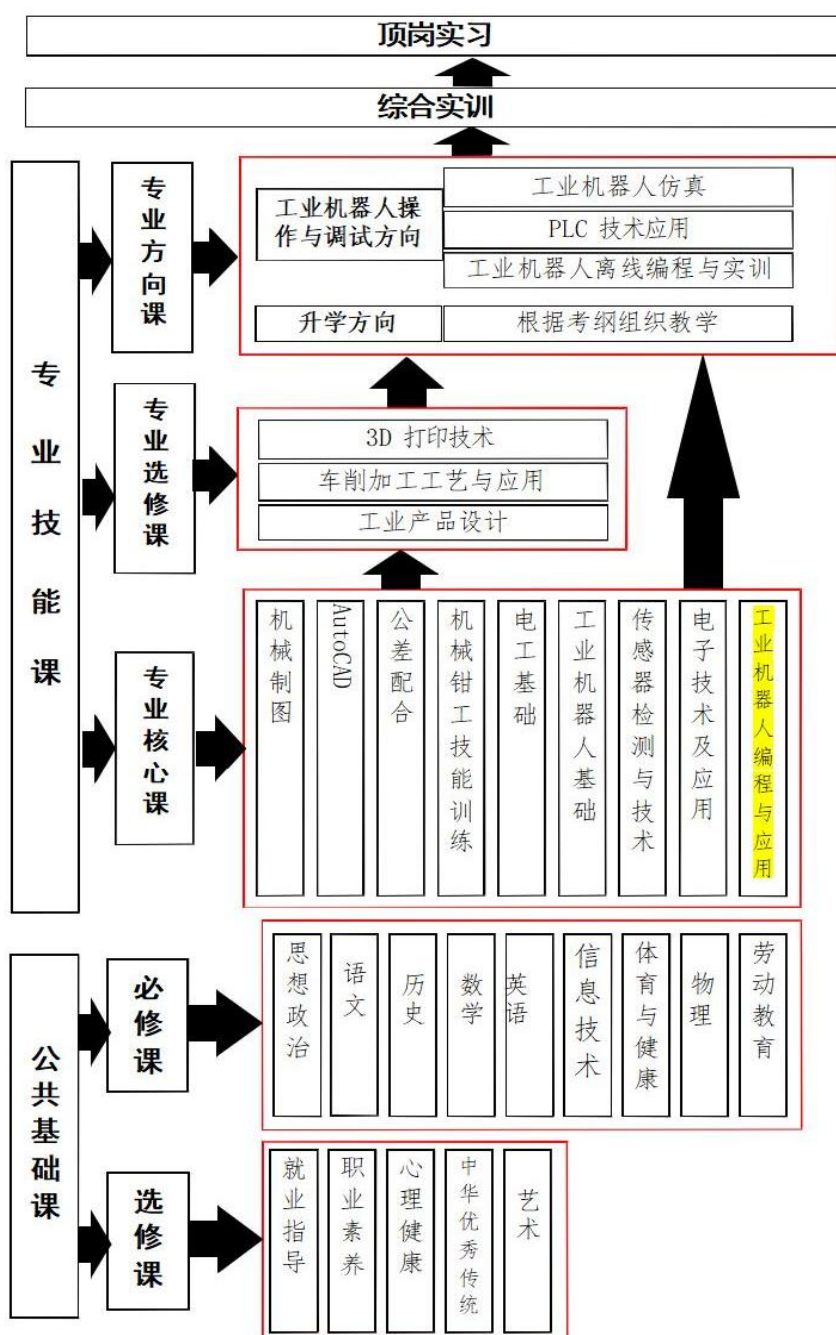 顶岗实习
综合实训
专业技能课
专业方向课
工业机器人操
作与调试方向
工业机器人仿真
PLC 技术应用
工业机器人离线编程与实训
升学方向
根据考纲组织教学
专业选修课
3D 打印技术
车削加工工艺与应用
工业产品设计
专业核心课
机械制图
AutoCAD
公差配合
机械钳工技能训练
电工基础
工业机器人基础
传感器检测与技术
电子技术及应用
工业机器人编程与应用
公共基础课
必修课
思想政治
语文
历史
数学
英语
信息技术
体育与健康
物理
劳动教育
选修课
就业指导
职业素养
心理健康
中华优秀传统
艺术